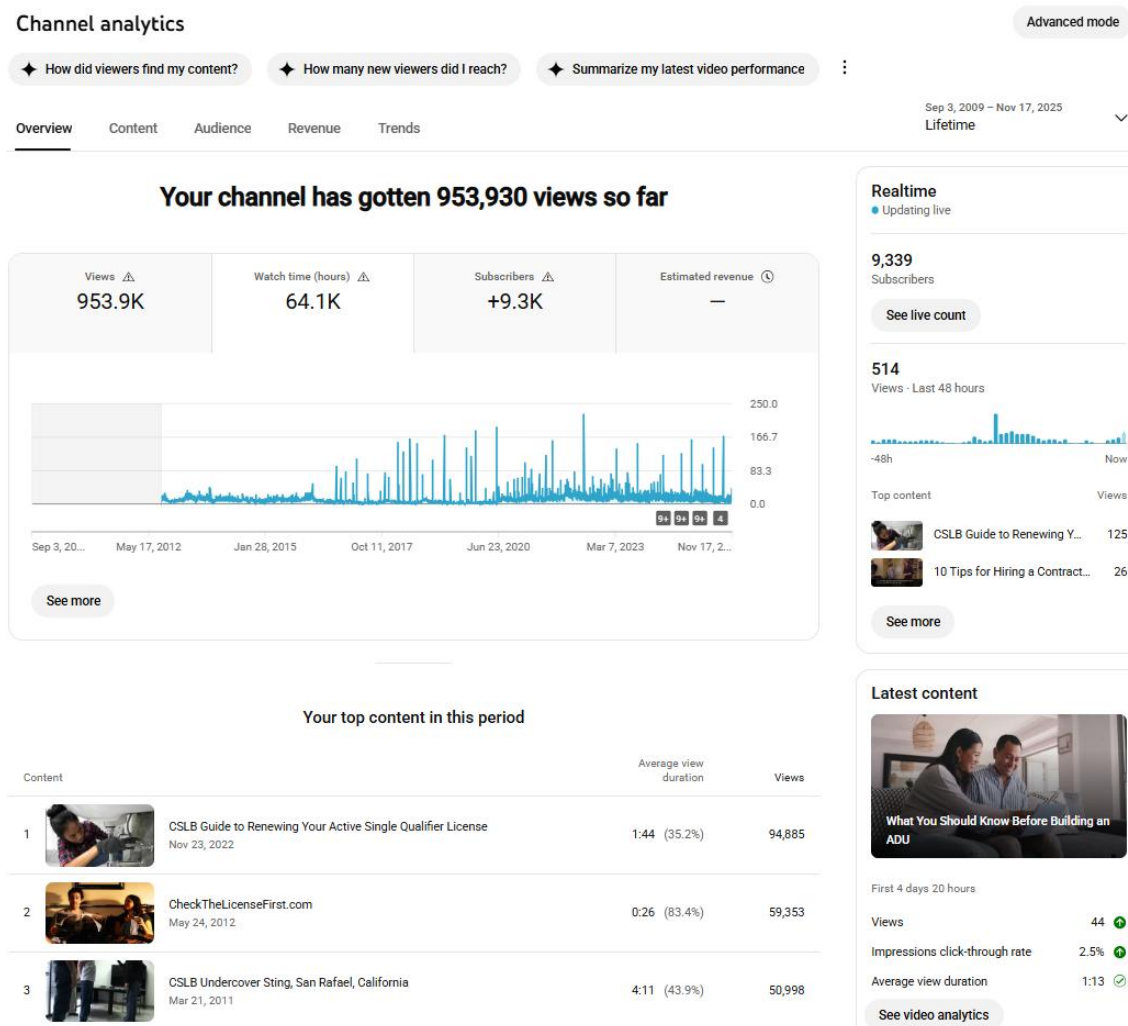 Channel analytics
Advanced mode
How did viewers find my content?
How many new viewers did I reach?
Summarize my latest video performance
Overview
Content
Audience
Revenue
Trends
Sep 3, 2009 – Nov 17, 2025
Lifetime
Your channel has gotten 953,930 views so far
Views
953.9K
Watch time (hours)
64.1K
Subscribers
+9.3K
Estimated revenue
—
250.0
166.7
83.3
0.0
9+ 9+ 9+ 4
Sep 3, 20...
May 17, 2012
Jan 28, 2015
Oct 11, 2017
Jun 23, 2020
Mar 7, 2023
Nov 17, 2...
See more
Your top content in this period
Content
Average view
duration
Views
1
CSLB Guide to Renewing Your Active Single Qualifier License
Nov 23, 2022
1:44 (35.2%)
94,885
2
CheckTheLicenseFirst.com
May 24, 2012
0:26 (83.4%)
59,353
3
CSLB Undercover Sting, San Rafael, California
Mar 21, 2011
4:11 (43.9%)
50,998
Realtime
Updating live
9,339
Subscribers
See live count
514
Views · Last 48 hours
-48h
Now
Top content
Views
CSLB Guide to Renewing Y...
125
10 Tips for Hiring a Contract...
26
See more
Latest content
What You Should Know Before Building an
ADU
First 4 days 20 hours
Views
44
Impressions click-through rate
2.5%
Average view duration
1:13
See video analytics